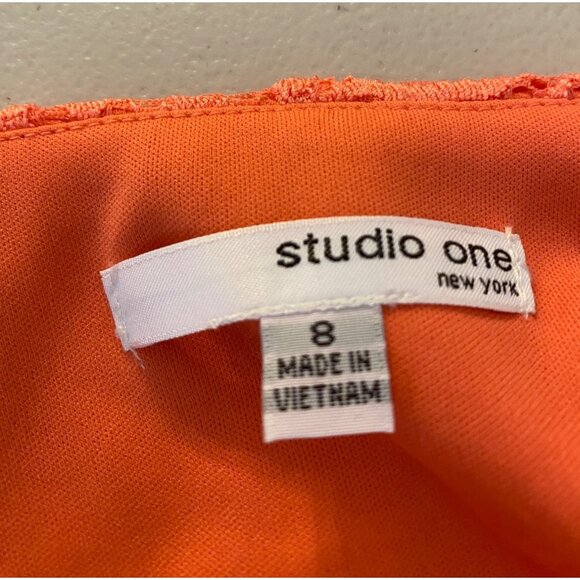 studio one
new york
8
MADE IN
VIETNAM